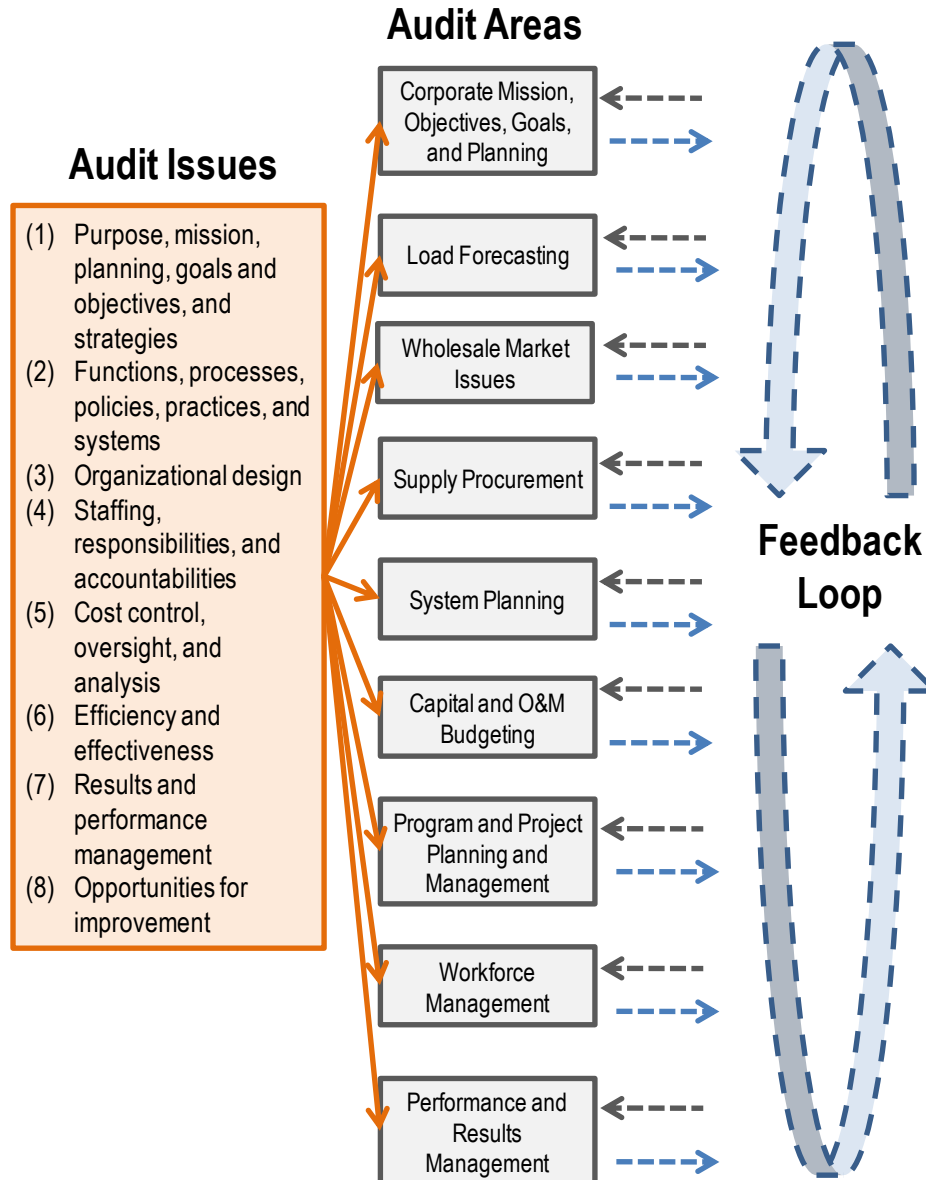 Audit Areas
Audit Issues
(1) Purpose, mission,
planning, goals and
objectives, and
strategies
(2) Functions, processes,
policies, practices, and
systems
(3) Organizational design
(4) Staffing,
responsibilities, and
accountabilities
(5) Cost control,
oversight, and
analysis
(6) Efficiency and
effectiveness
(7) Results and
performance
management
(8) Opportunities for
improvement
Corporate Mission,
Objectives, Goals,
and Planning
Load Forecasting
Wholesale Market
Issues
Supply Procurement
System Planning
Capital and O&M
Budgeting
Program and Project
Planning and
Management
Workforce
Management
Performance and
Results
Management
Feedback
Loop